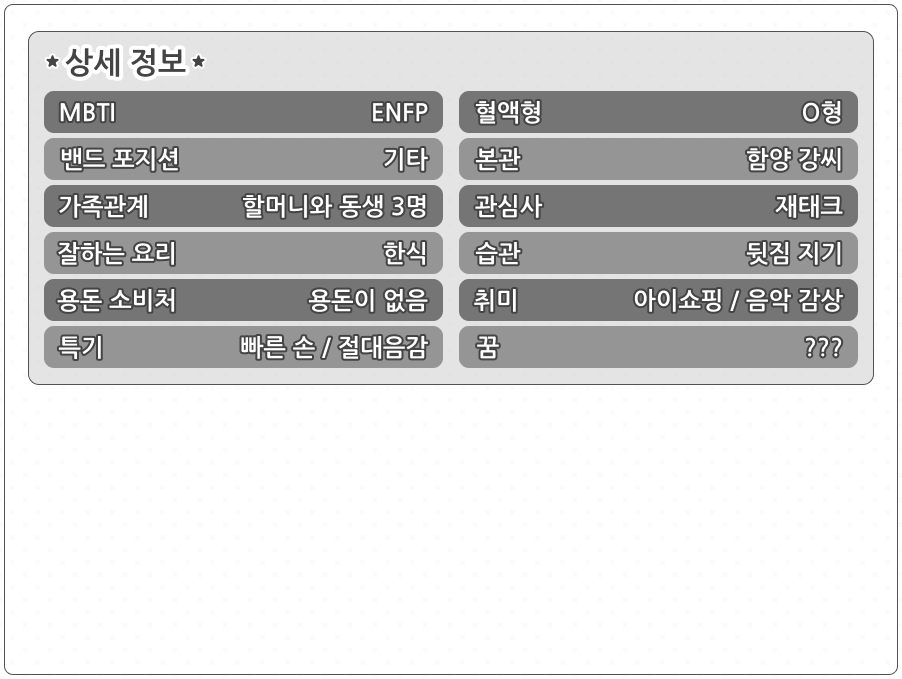 ★상세 정보★
MBTI ENFP
혈액형 O형
밴드 포지션 기타
본관 함양 강씨
가족관계 할머니와 동생 3명
관심사 재태크
잘하는 요리 한식
습관 뒷짐 지기
용돈 소비처 용돈이 없음
취미 아이쇼핑 / 음악 감상
특기 빠른 손 / 절대음감
꿈 ???